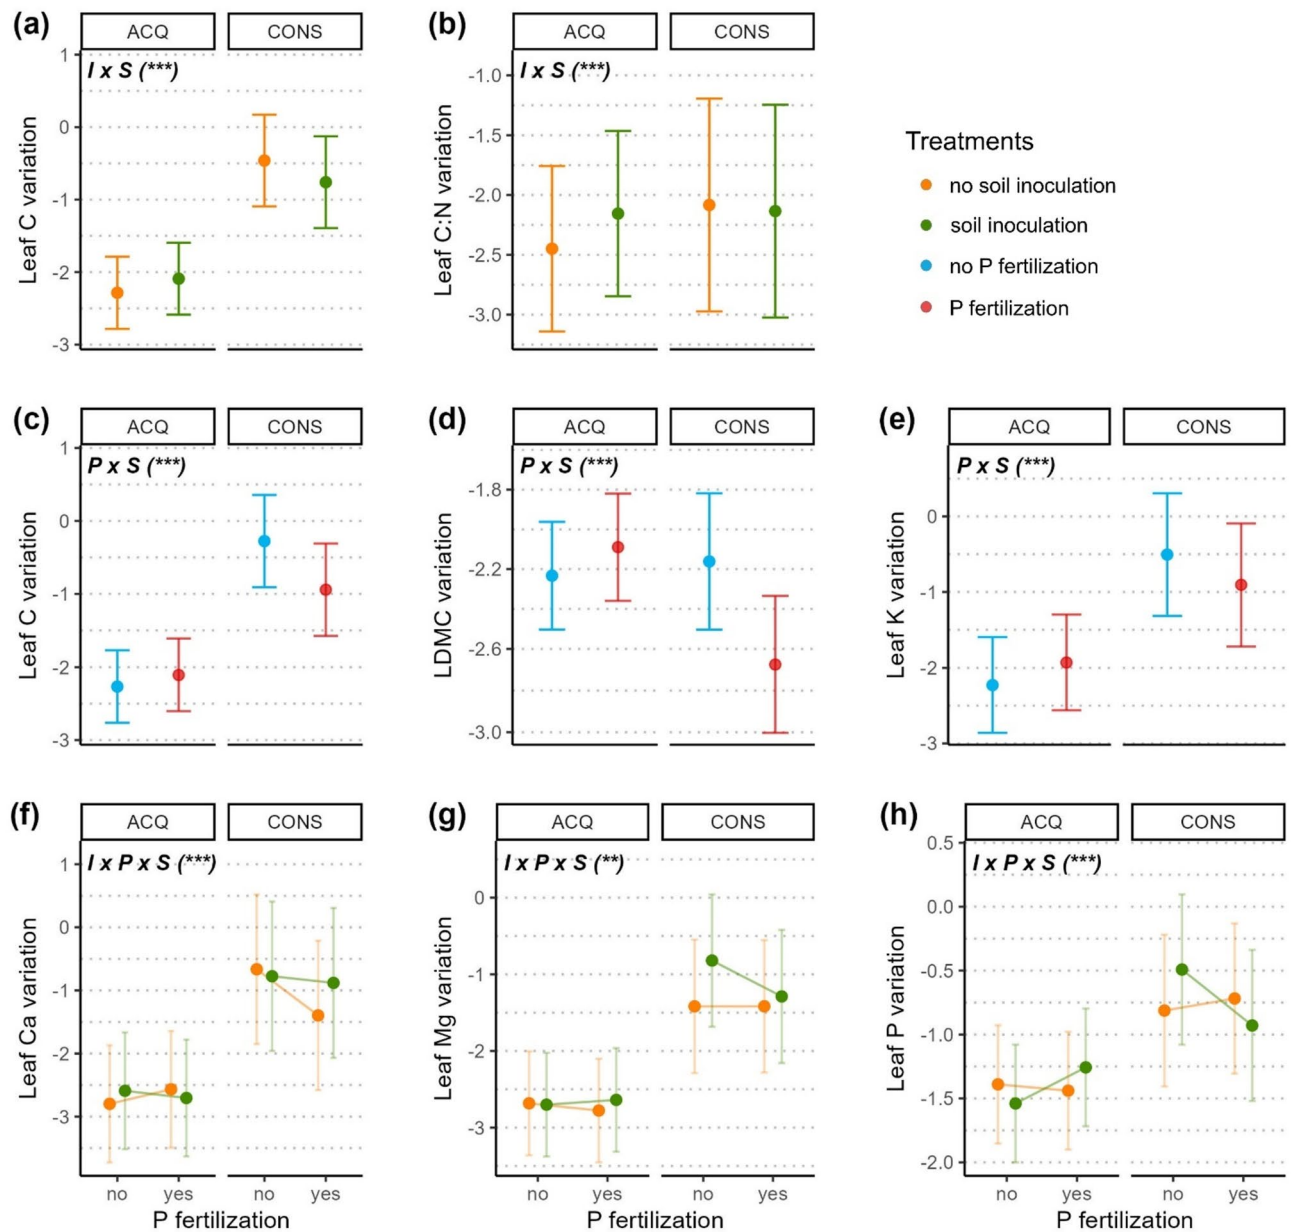 (a)
ACQ
CONS
I x S (***)
Leaf C variation
1
0
-1
-2
-3
(b)
ACQ
CONS
I x S (***)
Leaf C:N variation
-1.0
-1.5
-2.0
-2.5
-3.0
Treatments
no soil inoculation
soil inoculation
no P fertilization
P fertilization
(c)
ACQ
CONS
P x S (***)
Leaf C variation
1
0
-1
-2
-3
(d)
ACQ
CONS
P x S (***)
LDMC variation
-1.8
-2.2
-2.6
-3.0
(e)
ACQ
CONS
P x S (***)
Leaf K variation
0
-1
-2
-3
(f)
ACQ
CONS
I x P x S (***)
Leaf Ca variation
1
0
-1
-2
-3
no
yes
no
yes
P fertilization
(g)
ACQ
CONS
I x P x S (**)
Leaf Mg variation
0
-1
-2
-3
no
yes
no
yes
P fertilization
(h)
ACQ
CONS
I x P x S (***)
Leaf P variation
0.5
0.0
-0.5
-1.0
-1.5
-2.0
no
yes
no
yes
P fertilization